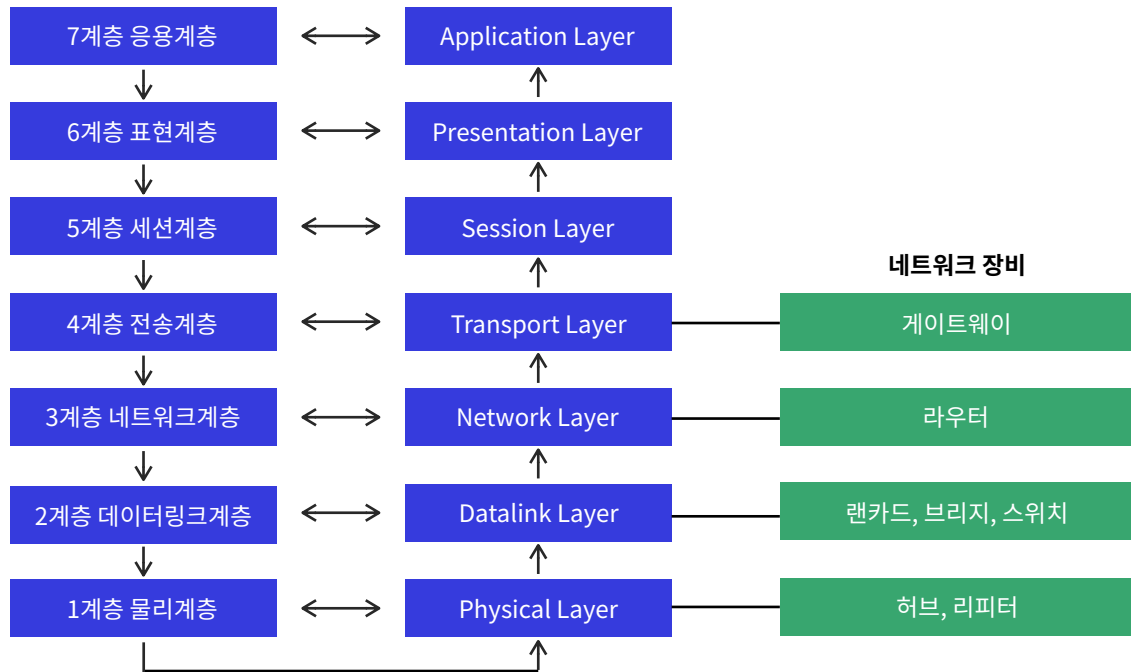 7계층 응용계층
Application Layer
6계층 표현계층
Presentation Layer
5계층 세션계층
Session Layer
네트워크 장비
4계층 전송계층
Transport Layer
게이트웨이
3계층 네트워크계층
Network Layer
라우터
2계층 데이터링크계층
Datalink Layer
랜카드, 브리지, 스위치
1계층 물리계층
Physical Layer
허브, 리피터